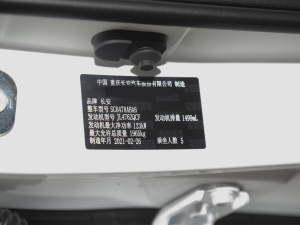 中国 重庆长安汽车股份有限公司 制造
品牌 长安
整车型号 SC6478ABA6
发动机型号 JL476ZQCF 发动机排量 1499mL
发动机最大净功率 123kW
最大允许总质量 1960kg
制造年月 2021-02-26 乘坐人数 5